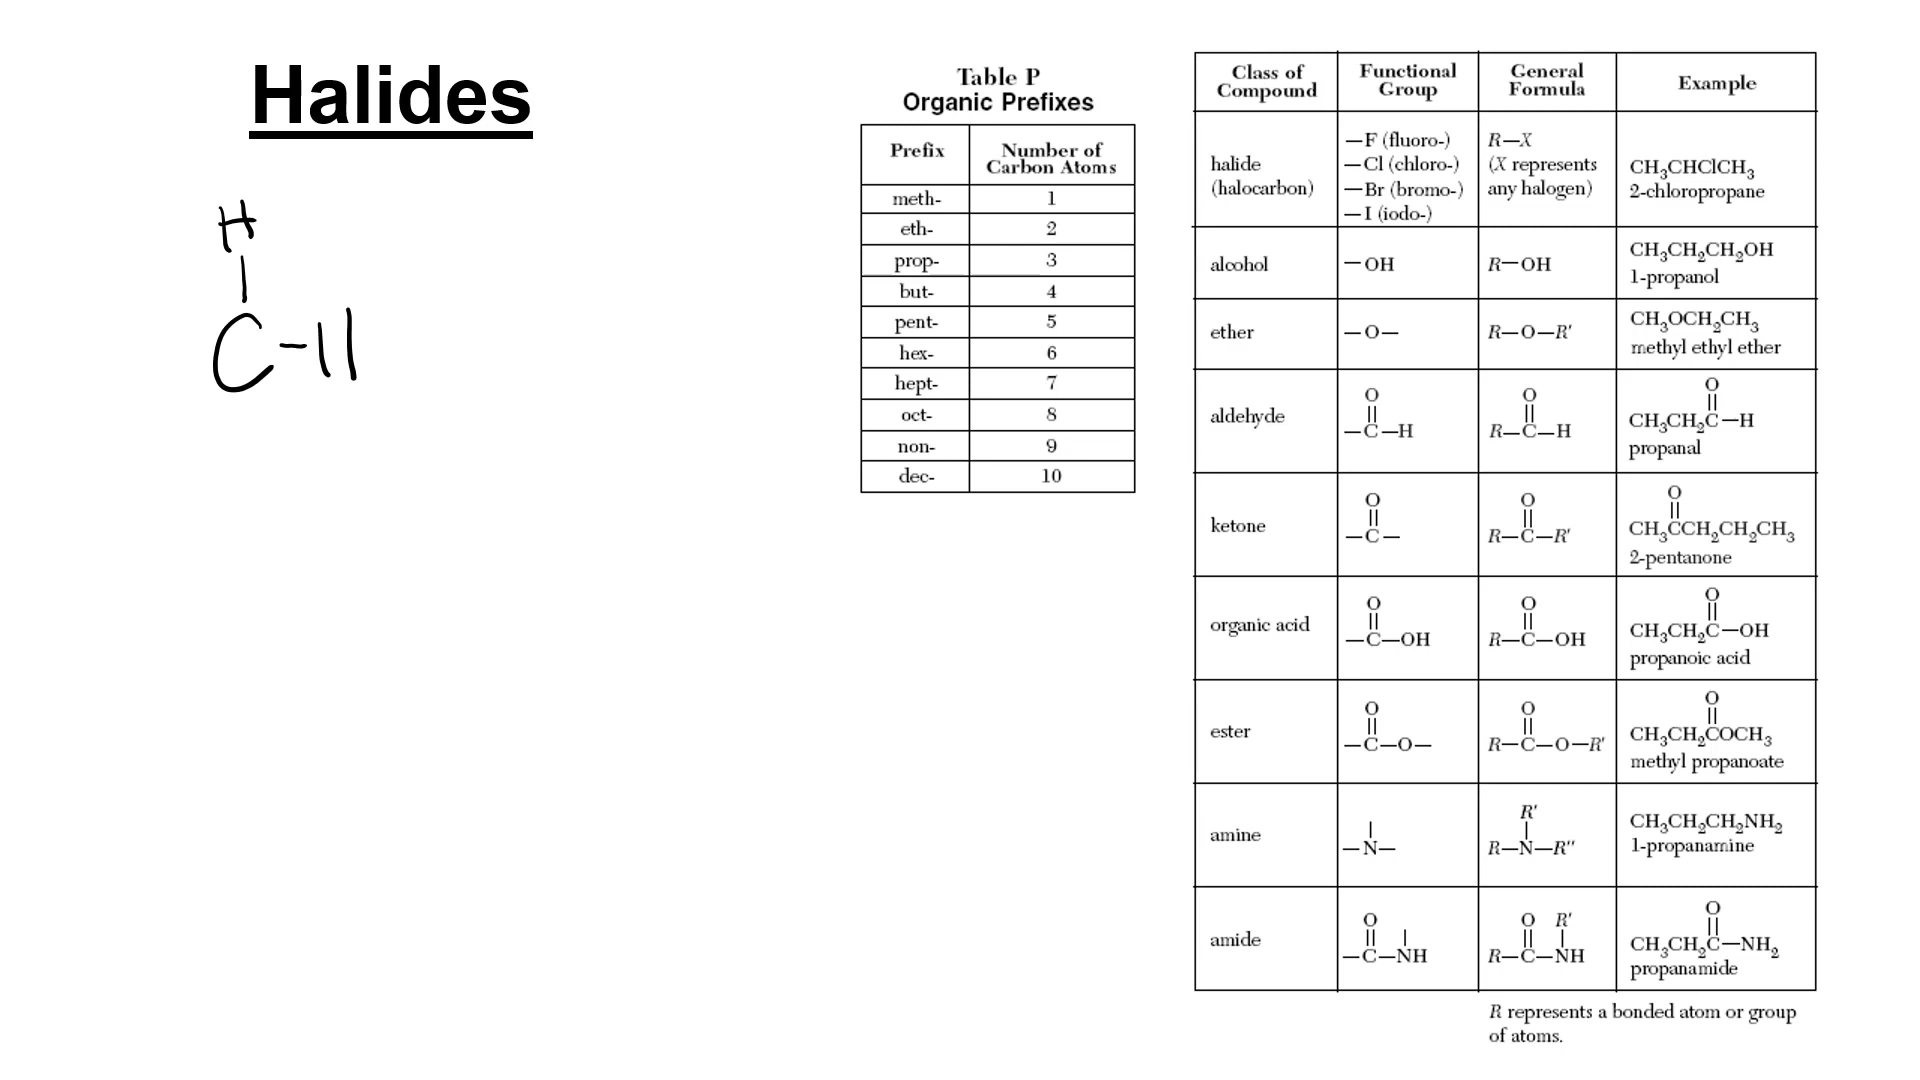 Halides
H
|
C-ll
Table P
Organic Prefixes
Prefix Number of Carbon Atoms
meth- 1
eth- 2
prop- 3
but- 4
pent- 5
hex- 6
hept- 7
oct- 8
non- 9
dec- 10
Class of Compound Functional Group General Formula Example
halide (halocarbon) —F (fluoro-) —Cl (chloro-) —Br (bromo-) —I (iodo-) R—X (X represents any halogen) CH₃CHClCH₃ 2-chloropropane
alcohol —OH R—OH CH₃CH₂CH₂OH 1-propanol
ether —O— R—O—R′ CH₃OCH₂CH₃ methyl ethyl ether
O O O
|| || ||
aldehyde —C—H R—C—H CH₃CH₂C—H propanal
O O O
|| || ||
ketone —C— R—C—R′ CH₃CCH₂CH₂CH₃ 2-pentanone
O O O
|| || ||
organic acid —C—OH R—C—OH CH₃CH₂C—OH propanoic acid
O O O
|| || ||
ester —C—O— R—C—O—R′ CH₃CH₂COCH₃ methyl propanoate
R′
| |
amine —N— R—N—R″ CH₃CH₂CH₂NH₂ 1-propanamine
O O R′ O
|| | || | ||
amide —C—NH R—C—NH CH₃CH₂C—NH₂ propanamide
R represents a bonded atom or group
of atoms.